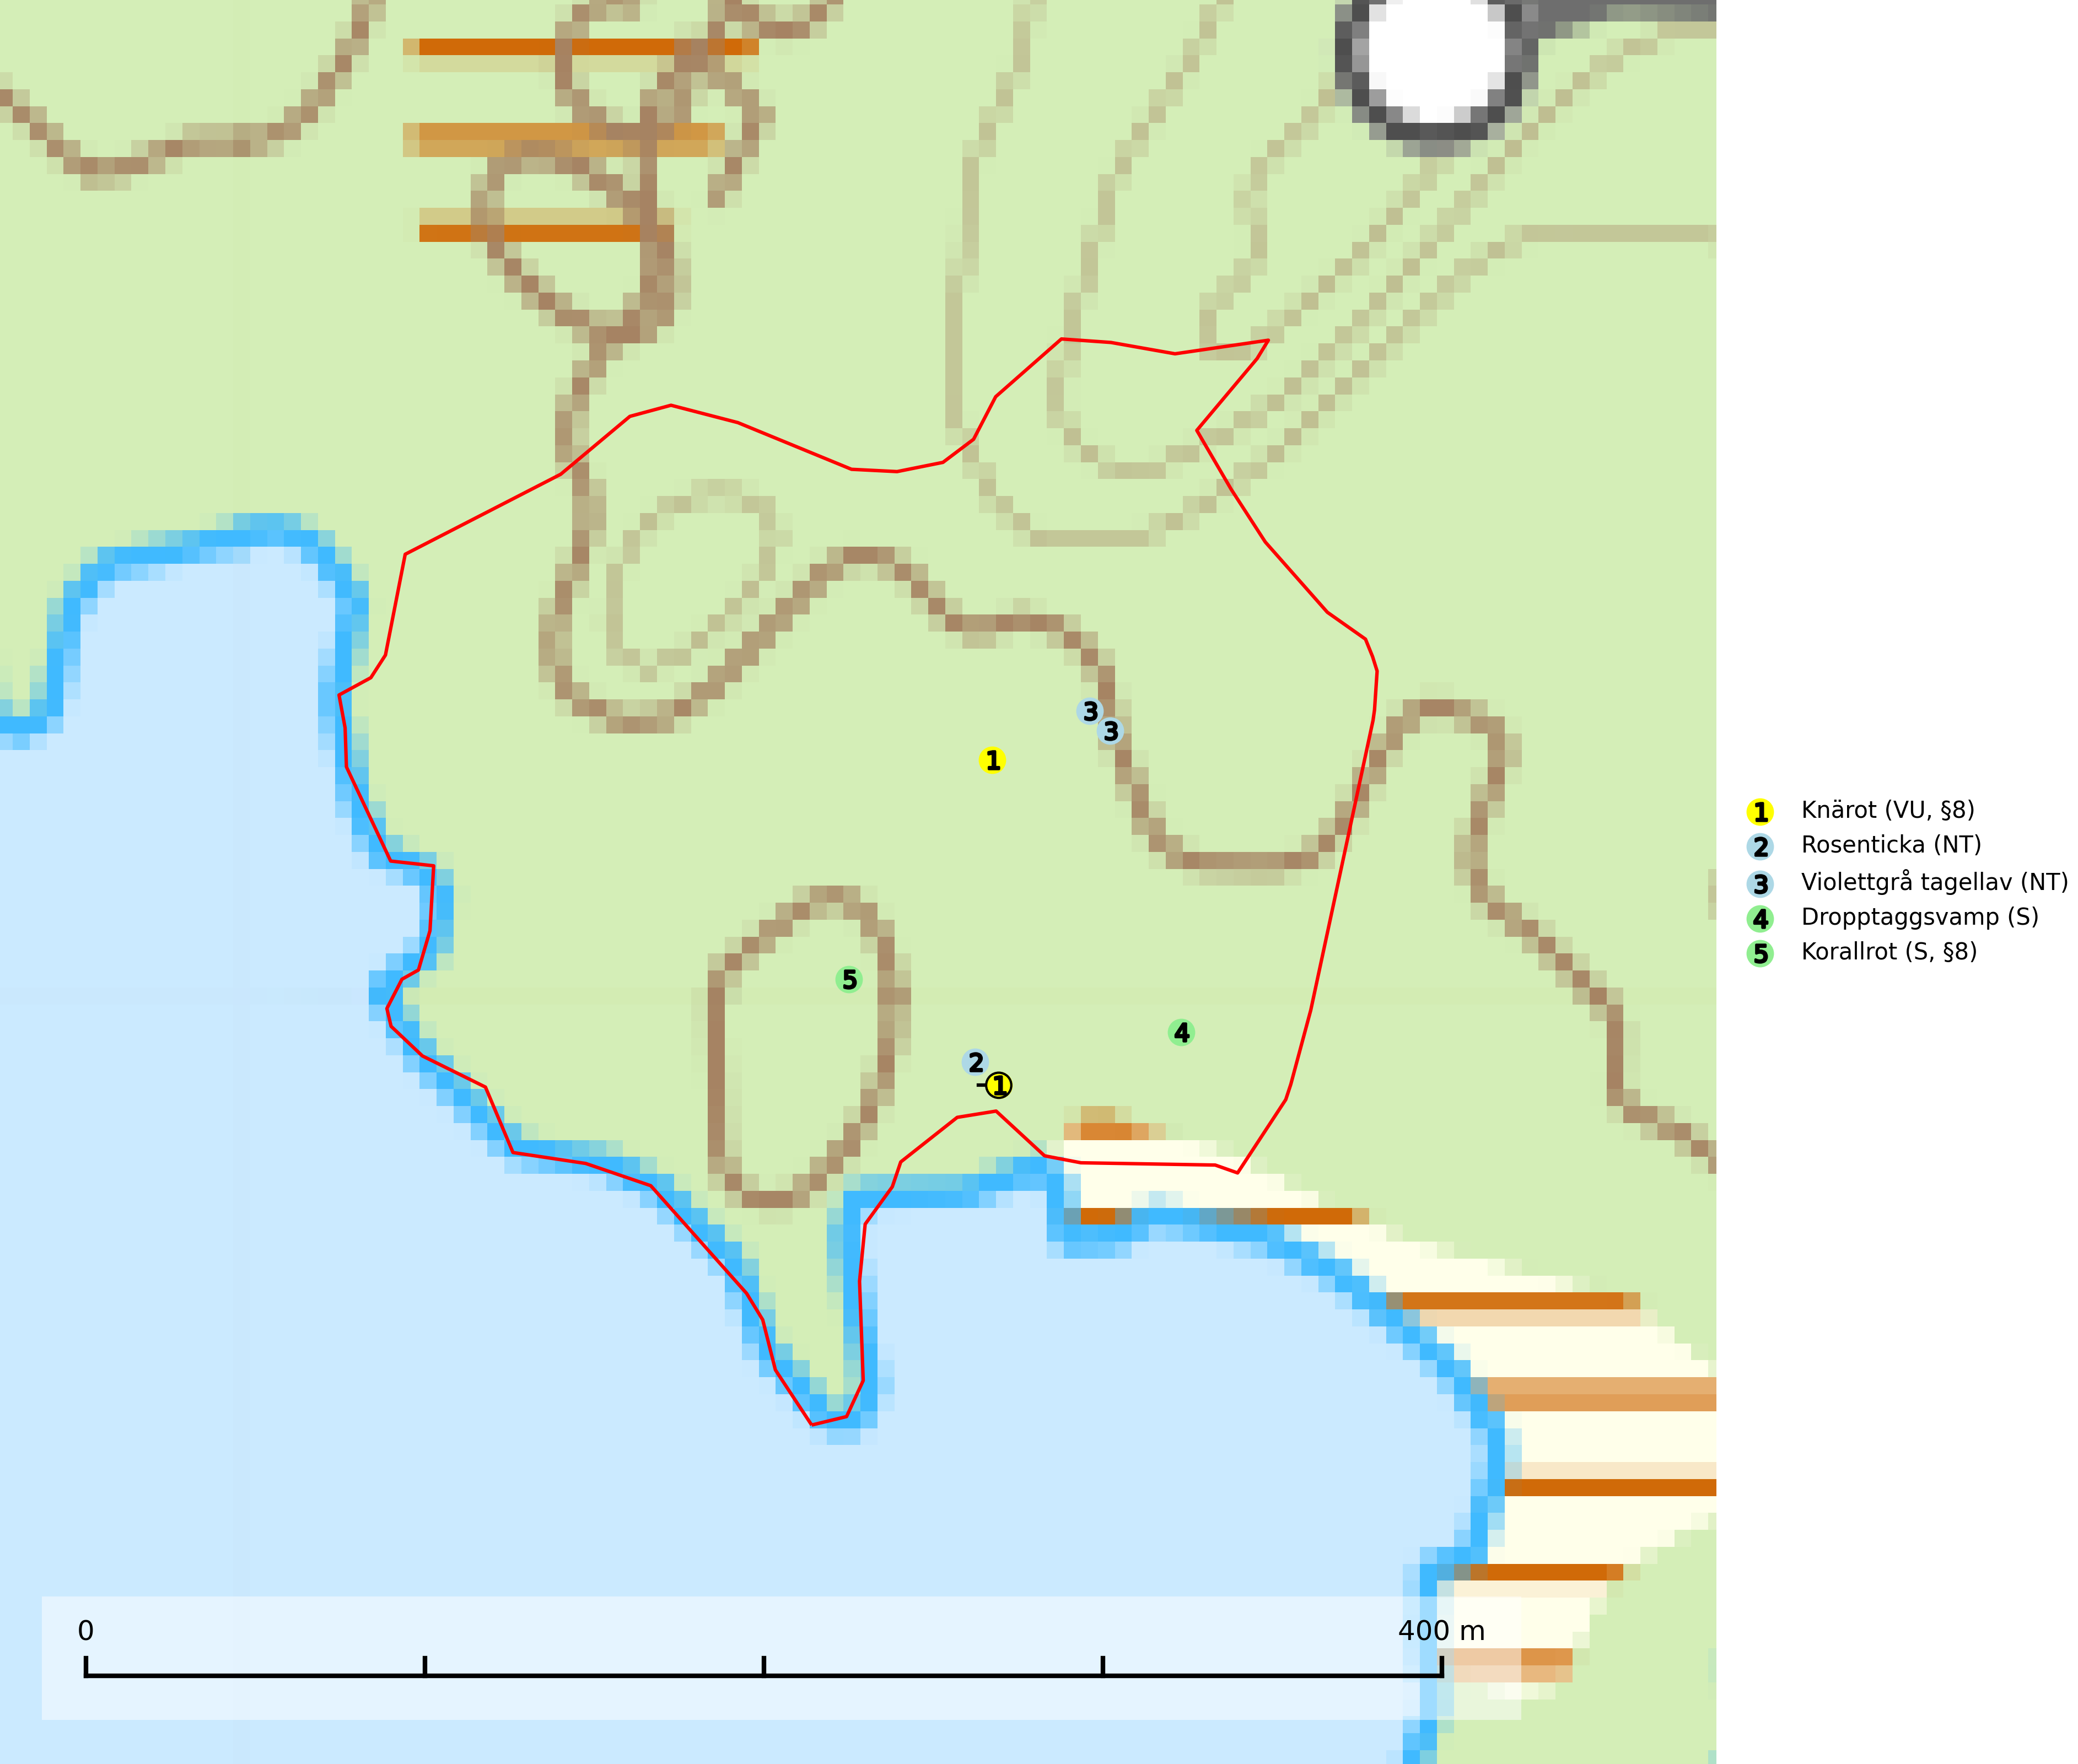 3
3
1
5
4
2
1
1 Knärot (VU, §8)
2 Rosenticka (NT)
3 Violettgrå tagellav (NT)
4 Dropptaggsvamp (S)
5 Korallrot (S, §8)
0 400 m